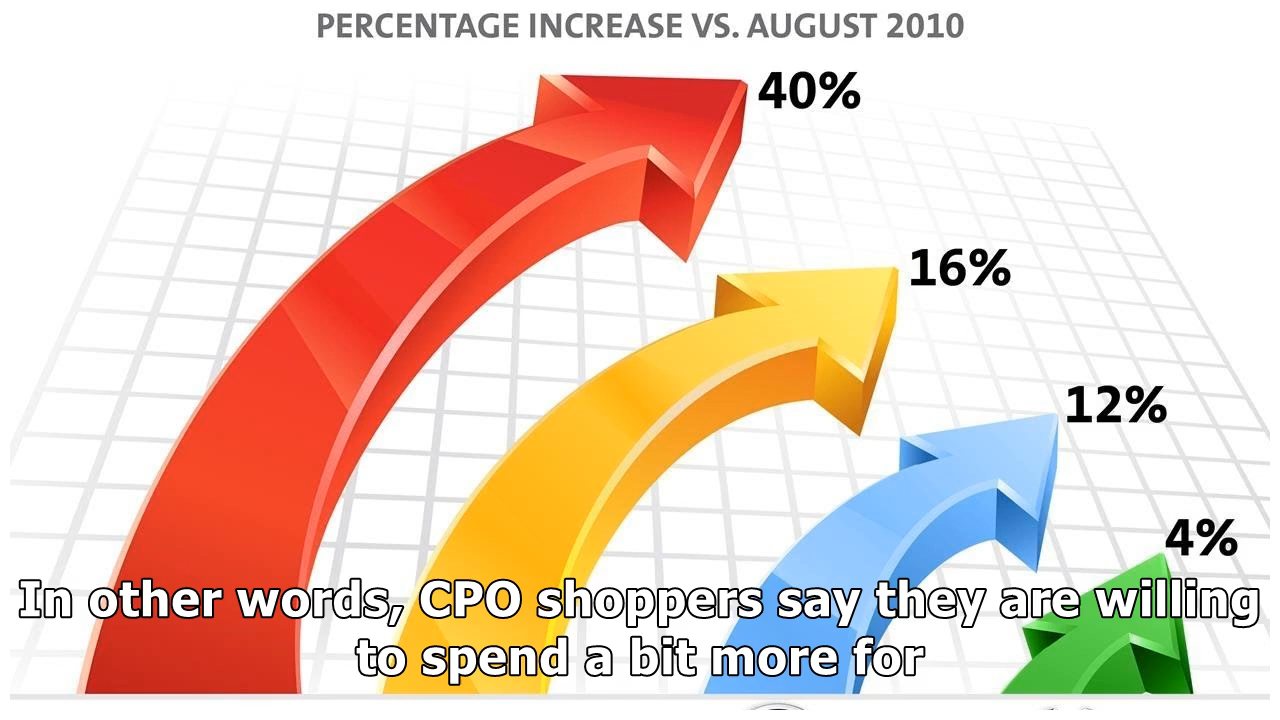 PERCENTAGE INCREASE VS. AUGUST 2010
40%
16%
12%
4%
In other words, CPO shoppers say they are willing
to spend a bit more for